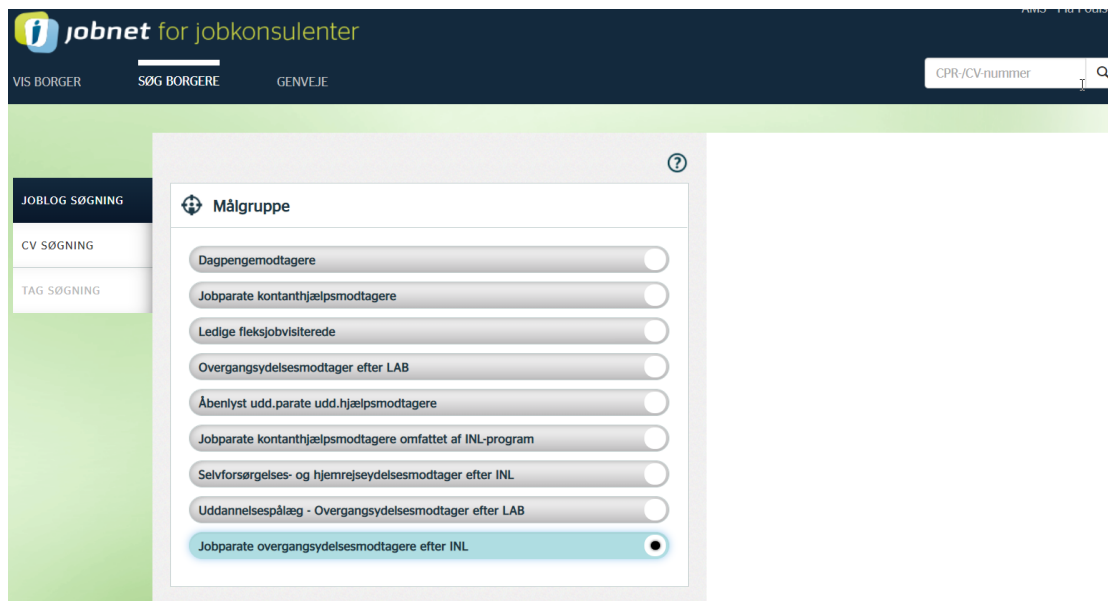 jobnet for jobkonsulenter
VIS BORGER
SØG BORGERE
GENVEJE
CPR-/CV-nummer
JOBLOG SØGNING
CV SØGNING
TAG SØGNING
?
Målgruppe
Dagpengemodtagere
Jobparate kontanthjælpsmodtagere
Ledige fleksjobvisiterede
Overgangsydelsesmodtager efter LAB
Åbenlyst udd.parate udd.hjælpsmodtagere
Jobparate kontanthjælpsmodtagere omfattet af INL-program
Selvforsørgelses- og hjemrejseydelsesmodtager efter INL
Uddannelsespålæg - Overgangsydelsesmodtager efter LAB
Jobparate overgangsydelsesmodtagere efter INL